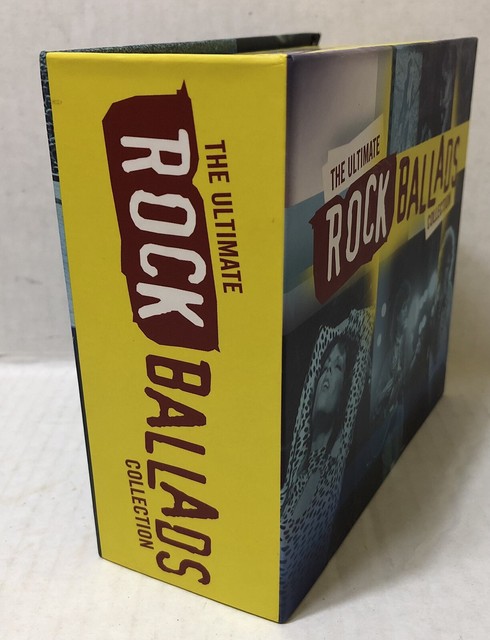 THE ULTIMATE
ROCK
BALLADS
COLLECTION
THE ULTIMATE
ROCK BALLADS
COLLECTION